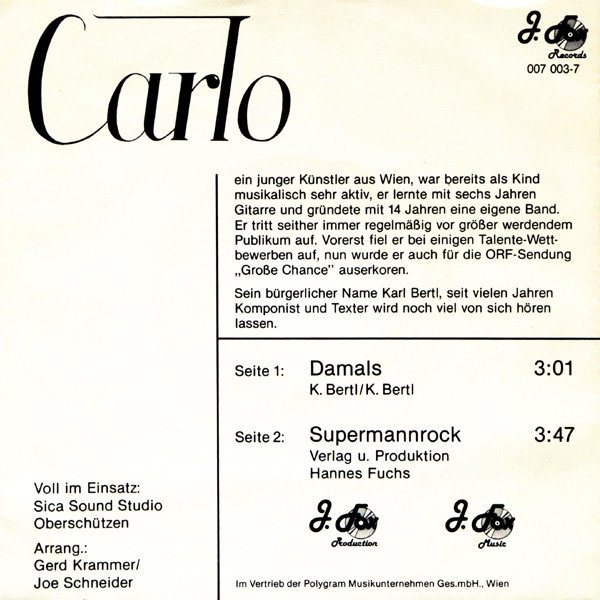 Carlo
J. Fox
Records
007 003-7
ein junger Künstler aus Wien, war bereits als Kind
musikalisch sehr aktiv, er lernte mit sechs Jahren
Gitarre und gründete mit 14 Jahren eine eigene Band.
Er tritt seither immer regelmäßig vor größer werdendem
Publikum auf. Vorerst fiel er bei einigen Talente-Wett-
bewerben auf, nun wurde er auch für die ORF-Sendung
„Große Chance” auserkoren.
Sein bürgerlicher Name Karl Bertl, seit vielen Jahren
Komponist und Texter wird noch viel von sich hören
lassen.
Seite 1: Damals 3:01
K. Bertl/K. Bertl
Seite 2: Supermannrock 3:47
Verlag u. Produktion
Hannes Fuchs
Voll im Einsatz:
Sica Sound Studio
Oberschützen
Arrang.:
Gerd Krammer/
Joe Schneider
J. Fox
Production
J. Fox
Music
Im Vertrieb der Polygram Musikunternehmen Ges.mbH., Wien